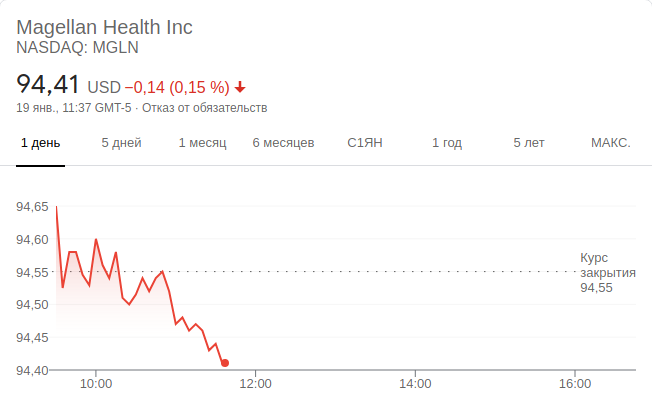 Magellan Health Inc
NASDAQ: MGLN
94,41 USD −0,14 (0,15 %)
19 янв., 11:37 GMT-5 · Отказ от обязательств
1 день 5 дней 1 месяц 6 месяцев С1ЯН 1 год 5 лет МАКС.
94,65
94,60
94,55
94,50
94,45
94,40
Курс
закрытия
94,55
10:00 12:00 14:00 16:00